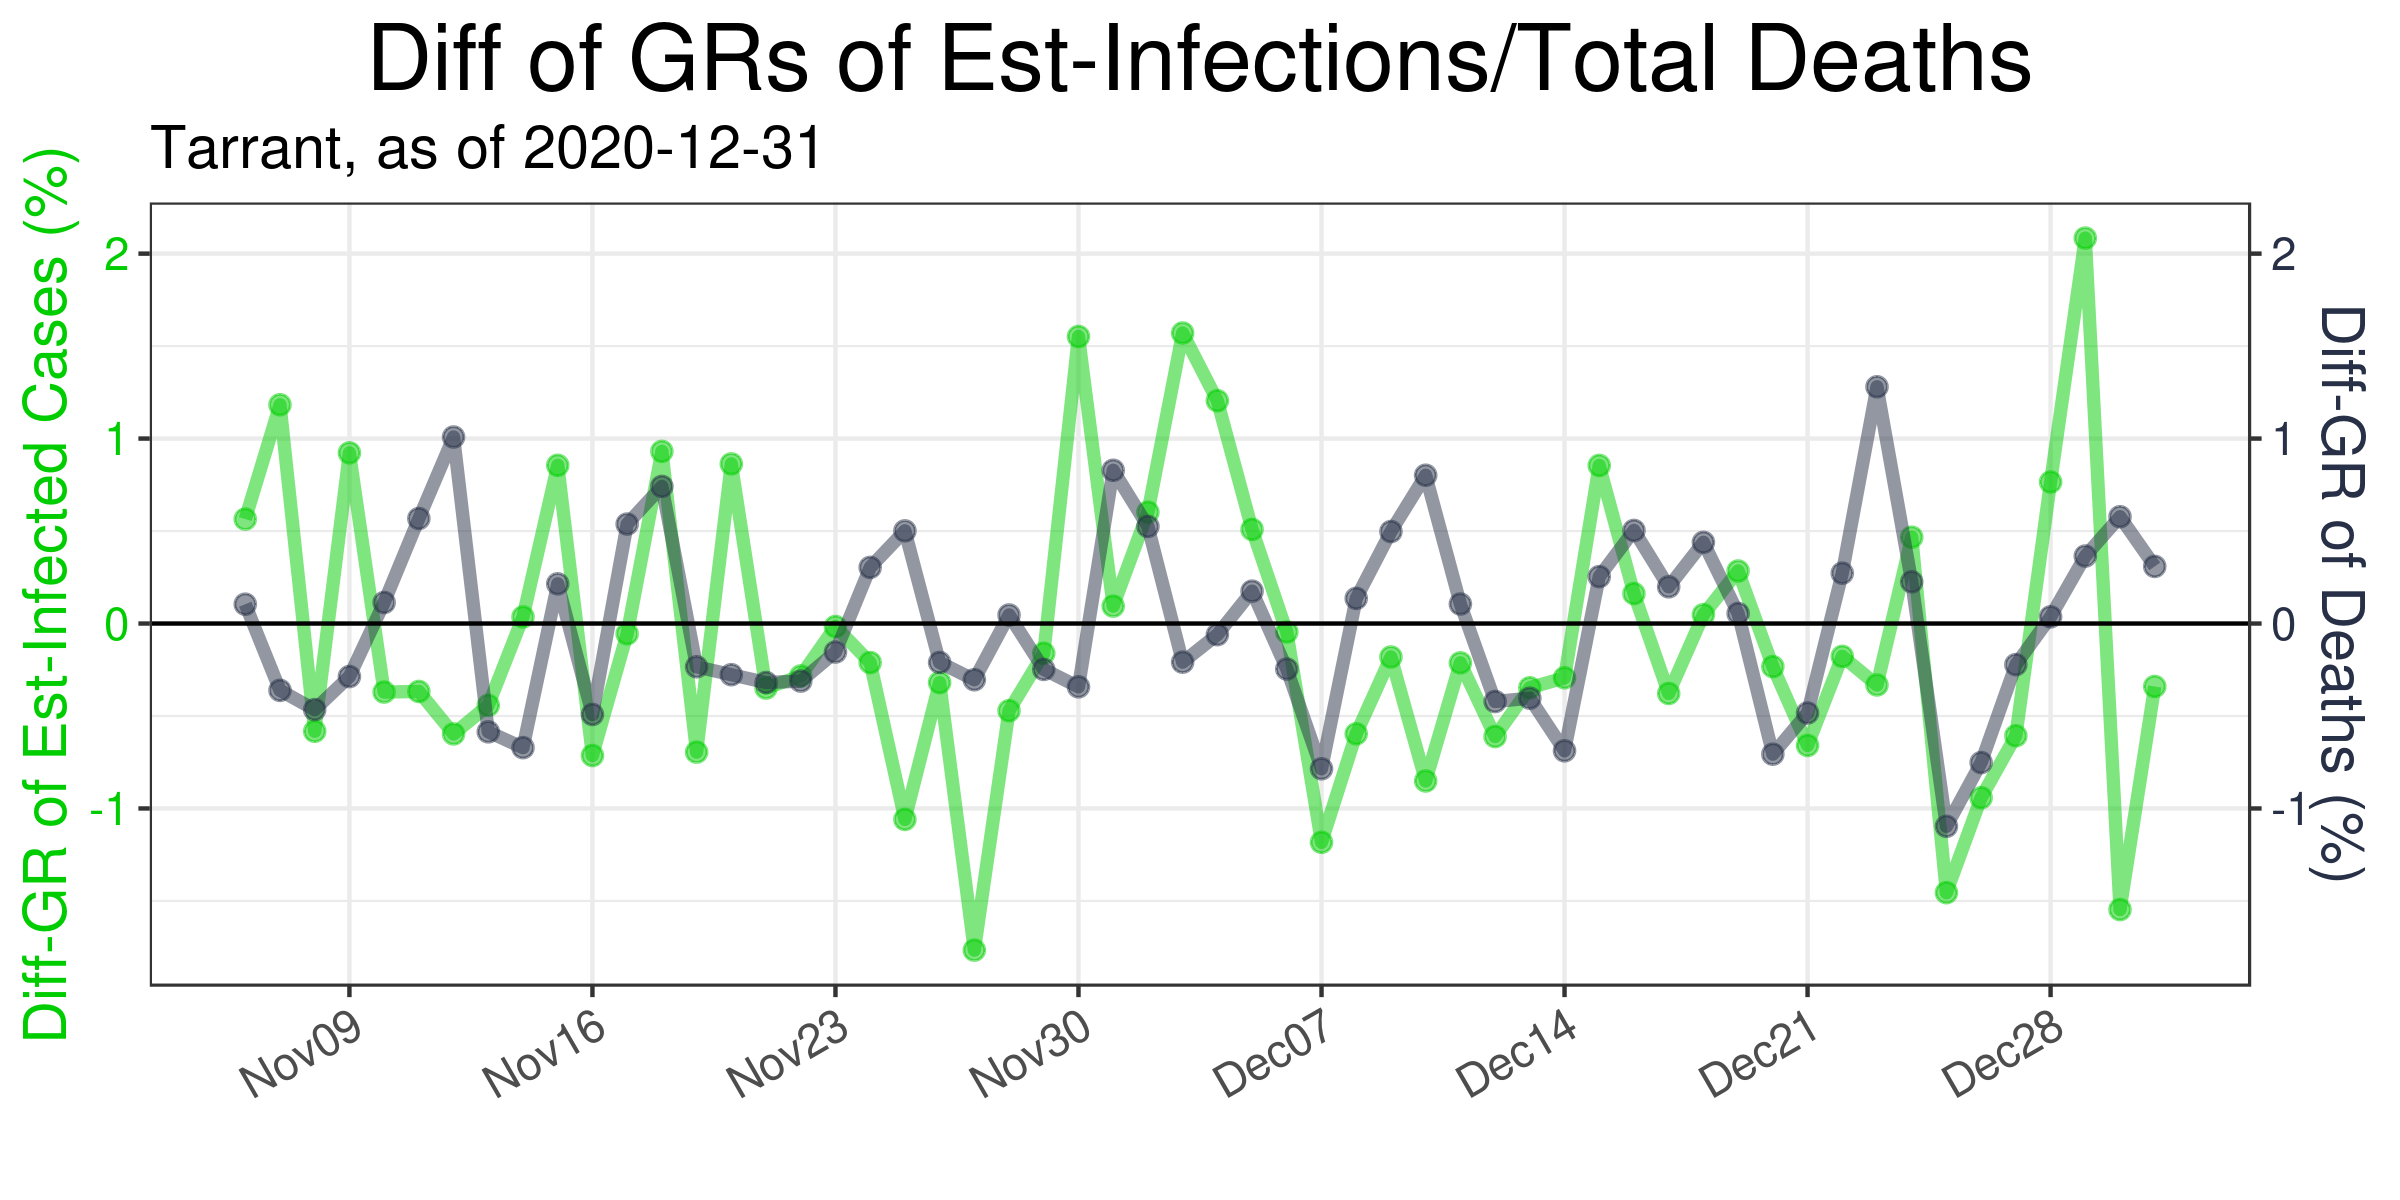 Diff of GRs of Est-Infections/Total Deaths
Tarrant, as of 2020-12-31
Diff-GR of Est-Infected Cases (%)
2
1
0
-1
2
1
0
-1
Diff-GR of Deaths (%)
Nov09
Nov16
Nov23
Nov30
Dec07
Dec14
Dec21
Dec28